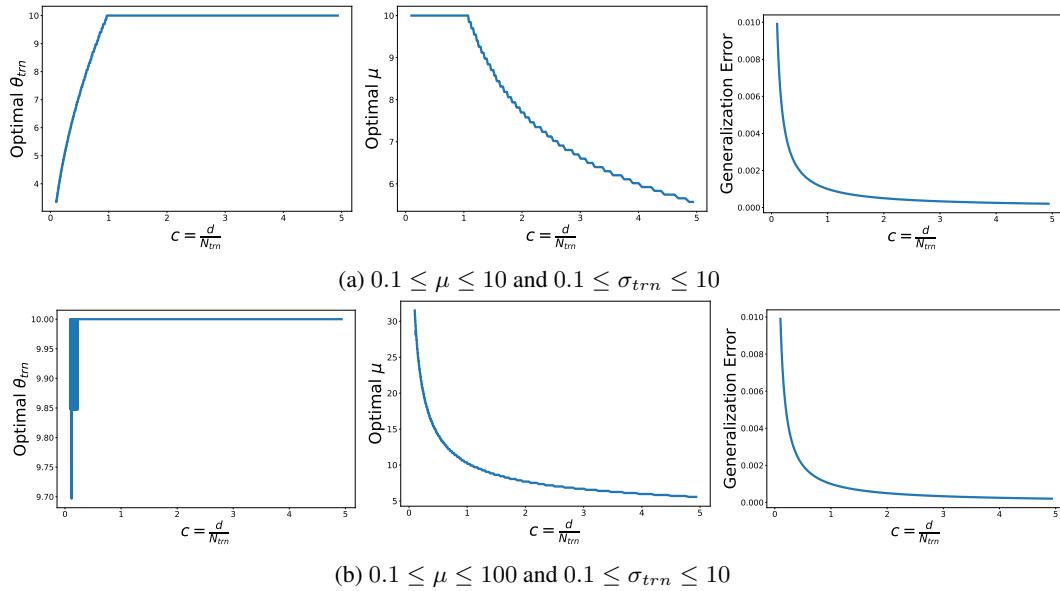 Optimal θ_trn
10
9
8
7
6
5
4
0 1 2 3 4 5
c = d/N_trn
Optimal μ
10
9
8
7
6
0 1 2 3 4 5
c = d/N_trn
Generalization Error
0.010
0.008
0.006
0.004
0.002
0.000
0 1 2 3 4 5
c = d/N_trn
(a) 0.1 ≤ μ ≤ 10 and 0.1 ≤ σ_trn ≤ 10
Optimal θ_trn
10.00
9.95
9.90
9.85
9.80
9.75
9.70
0 1 2 3 4 5
c = d/N_trn
Optimal μ
30
25
20
15
10
5
0 1 2 3 4 5
c = d/N_trn
Generalization Error
0.010
0.008
0.006
0.004
0.002
0.000
0 1 2 3 4 5
c = d/N_trn
(b) 0.1 ≤ μ ≤ 100 and 0.1 ≤ σ_trn ≤ 10